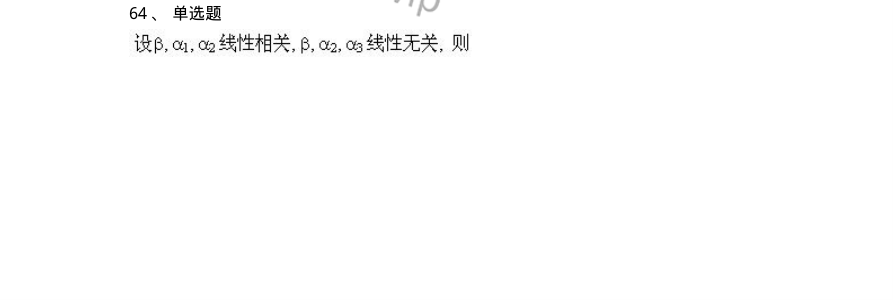 64 、 单选题
设β, α₁, α₂ 线性相关, β, α₂, α₃ 线性无关, 则